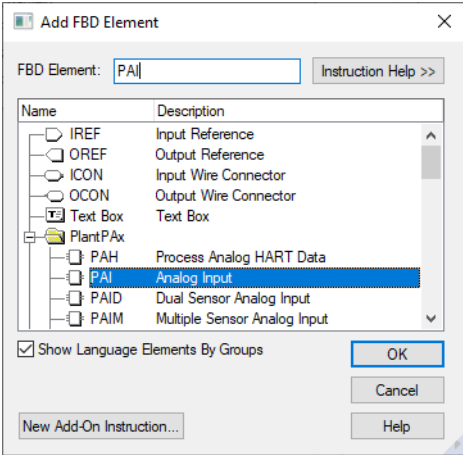 Add FBD Element
FBD Element: PAI Instruction Help >>
Name Description
IREF Input Reference
OREF Output Reference
ICON Input Wire Connector
OCON Output Wire Connector
Text Box Text Box
PlantPAx
PAH Process Analog HART Data
PAI Analog Input
PAID Dual Sensor Analog Input
PAIM Multiple Sensor Analog Input
Show Language Elements By Groups
OK
Cancel
New Add-On Instruction... Help